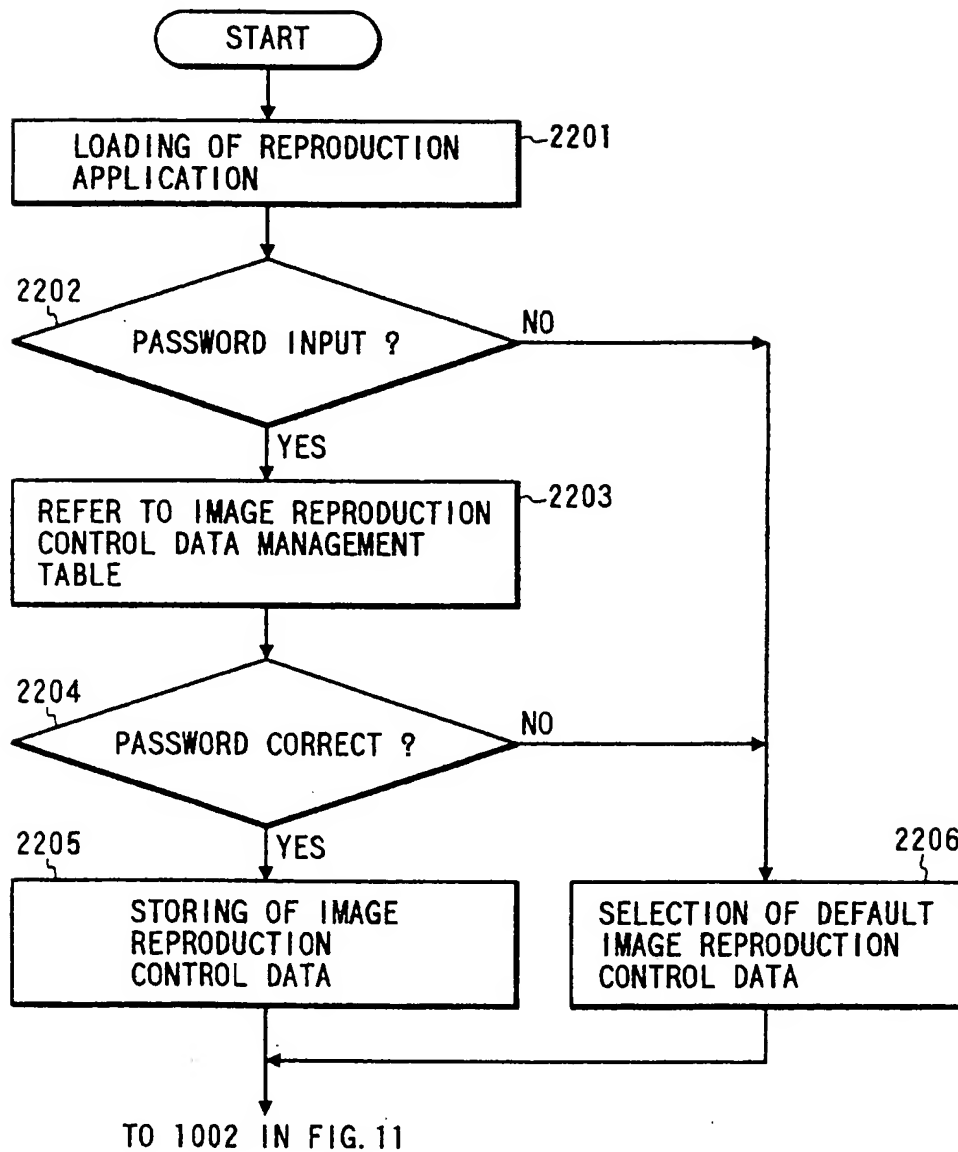 START
LOADING OF REPRODUCTION
APPLICATION
2201
2202
PASSWORD INPUT ?
NO
YES
REFER TO IMAGE REPRODUCTION
CONTROL DATA MANAGEMENT
TABLE
2203
2204
PASSWORD CORRECT ?
NO
YES
2205
STORING OF IMAGE
REPRODUCTION
CONTROL DATA
2206
SELECTION OF DEFAULT
IMAGE REPRODUCTION
CONTROL DATA
TO 1002 IN FIG. 11